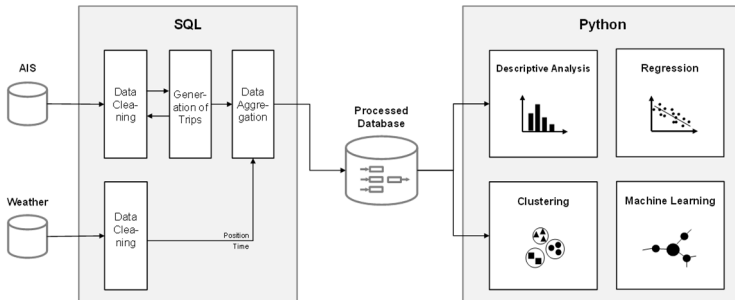 SQL
Python
AIS
Data
Clea-
ning
Gener-
ation of
Trips
Data
Aggre-
gation
Processed
Database
Descriptive Analysis
Regression
Weather
Data
Clea-
ning
Position
Time
Clustering
Machine Learning